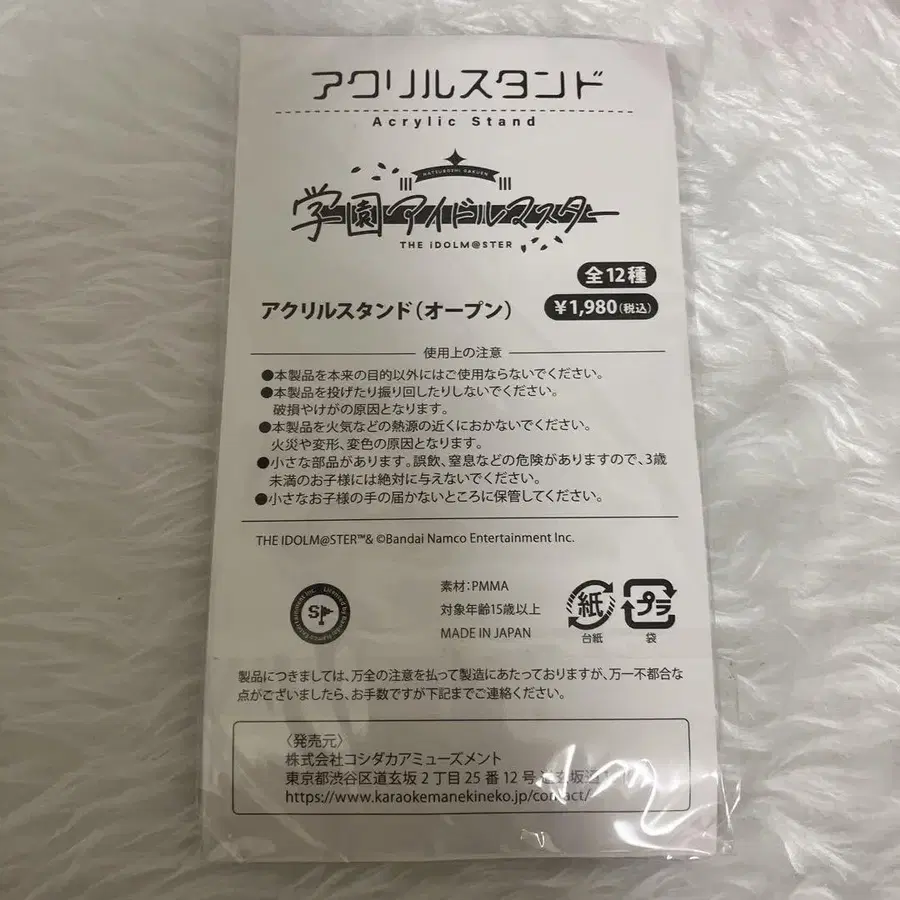 アクリルスタンド
Acrylic Stand
HATSUBOSHI GAKUEN
学園アイドルマスター
THE iDOLM@STER
全12種
アクリルスタンド(オープン)
¥1,980(税込)
使用上の注意
●本製品を本来の目的以外にはご使用ならないでください。
●本製品を投げたり振り回したりしないでください。
破損やけがの原因となります。
●本製品を火気などの熱源の近くにおかないでください。
火災や変形、変色の原因となります。
●小さな部品があります。誤飲、窒息などの危険がありますので、3歳
未満のお子様には絶対に与えないでください。
●小さなお子様の手の届かないところに保管してください。
THE IDOLM@STER™& ©Bandai Namco Entertainment Inc.
Licensed by Bandai Namco Entertainment Inc.
SP
素材:PMMA
対象年齢15歳以上
MADE IN JAPAN
紙
台紙
プラ
袋
製品につきましては、万全の注意を払って製造にあたっておりますが、万一不都合な
点がございましたら、お手数ですが下記までご連絡ください。
〈発売元〉
株式会社コシダカアミューズメント
東京都渋谷区道玄坂2丁目25番12号 道玄坂通
https://www.karaokemanekineko.jp/contact/